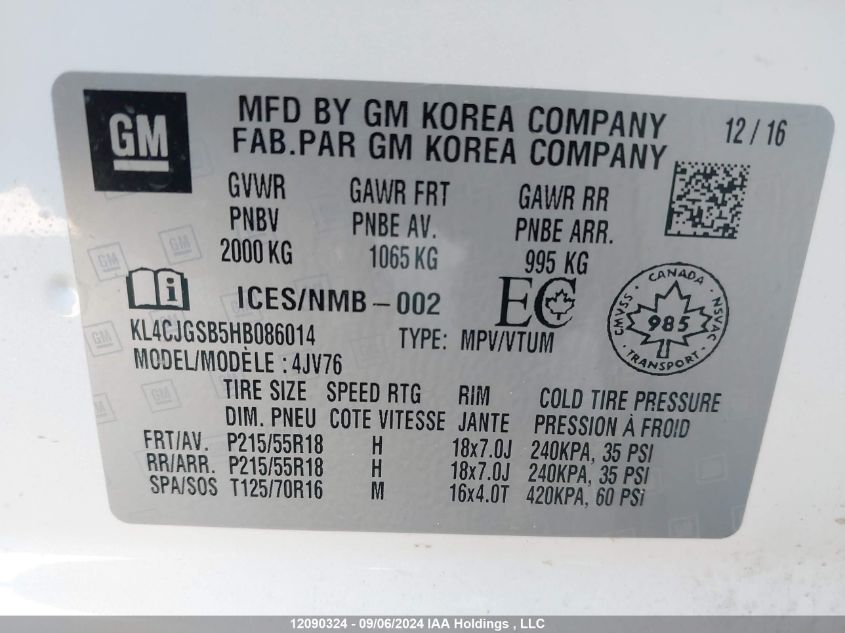 GM
MFD BY GM KOREA COMPANY 12/16
FAB.PAR GM KOREA COMPANY
GVWR GAWR FRT GAWR RR
PNBV PNBE AV. PNBE ARR.
2000 KG 1065 KG 995 KG
i ICES/NMB-002 EC
CANADA
CMVSS NSVAC
985
TRANSPORT
KL4CJGSB5HB086014 TYPE: MPV/VTUM
MODEL/MODÈLE : 4JV76
TIRE SIZE SPEED RTG RIM COLD TIRE PRESSURE
DIM. PNEU COTE VITESSE JANTE PRESSION À FROID
FRT/AV. P215/55R18 H 18x7.0J 240KPA, 35 PSI
RR/ARR. P215/55R18 H 18x7.0J 240KPA, 35 PSI
SPA/SOS T125/70R16 M 16x4.0T 420KPA, 60 PSi
12090324 - 09/06/2024 IAA Holdings , LLC